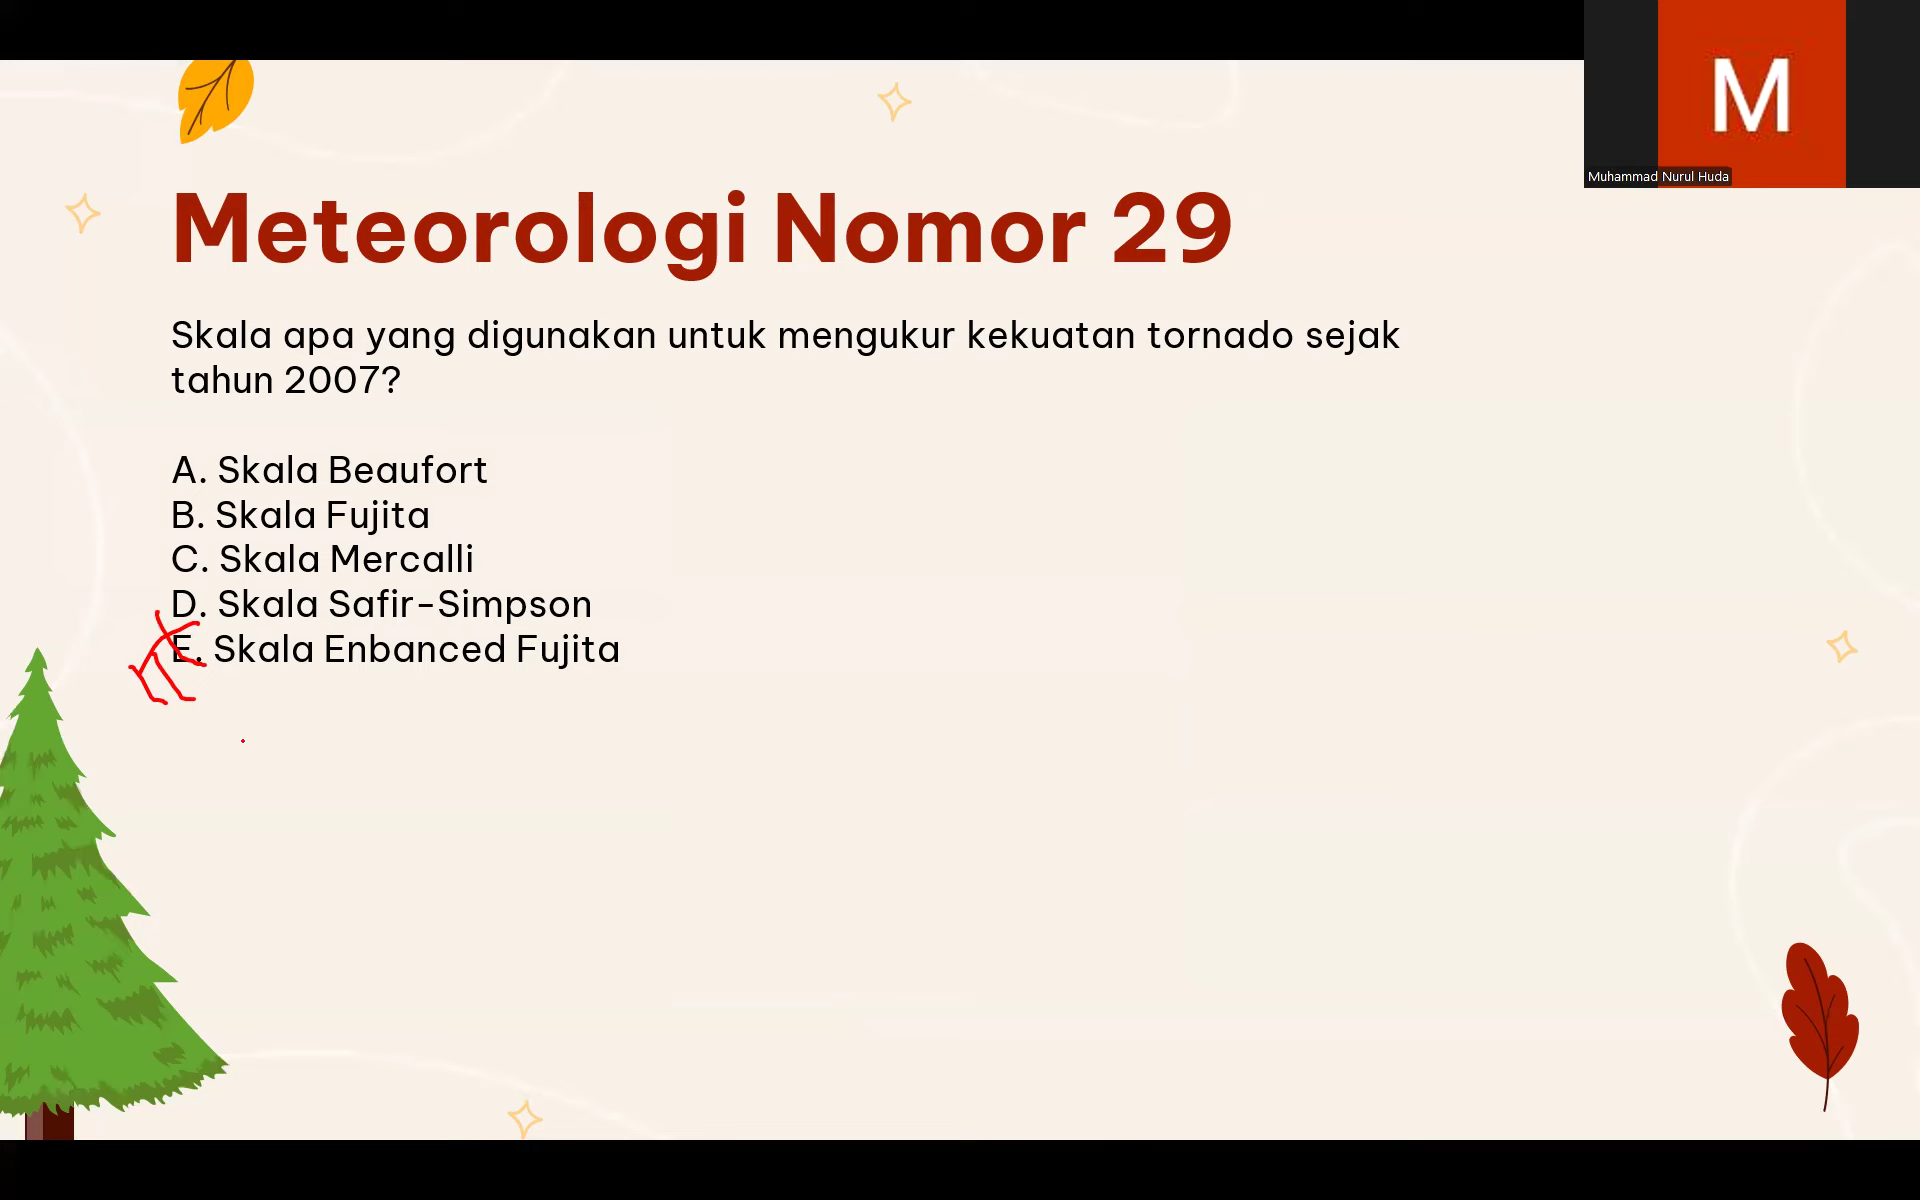 M
Muhammad Nurul Huda
Meteorologi Nomor 29
Skala apa yang digunakan untuk mengukur kekuatan tornado sejak
tahun 2007?
A. Skala Beaufort
B. Skala Fujita
C. Skala Mercalli
D. Skala Safir-Simpson
E. Skala Enbanced Fujita